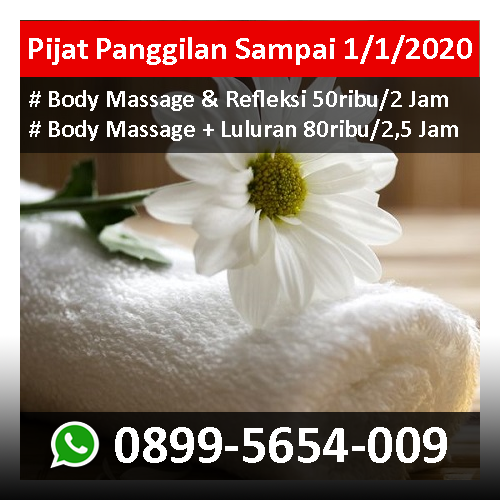 Pijat Panggilan Sampai 1/1/2020
# Body Massage & Refleksi 50ribu/2 Jam
# Body Massage + Luluran 80ribu/2,5 Jam
0899-5654-009